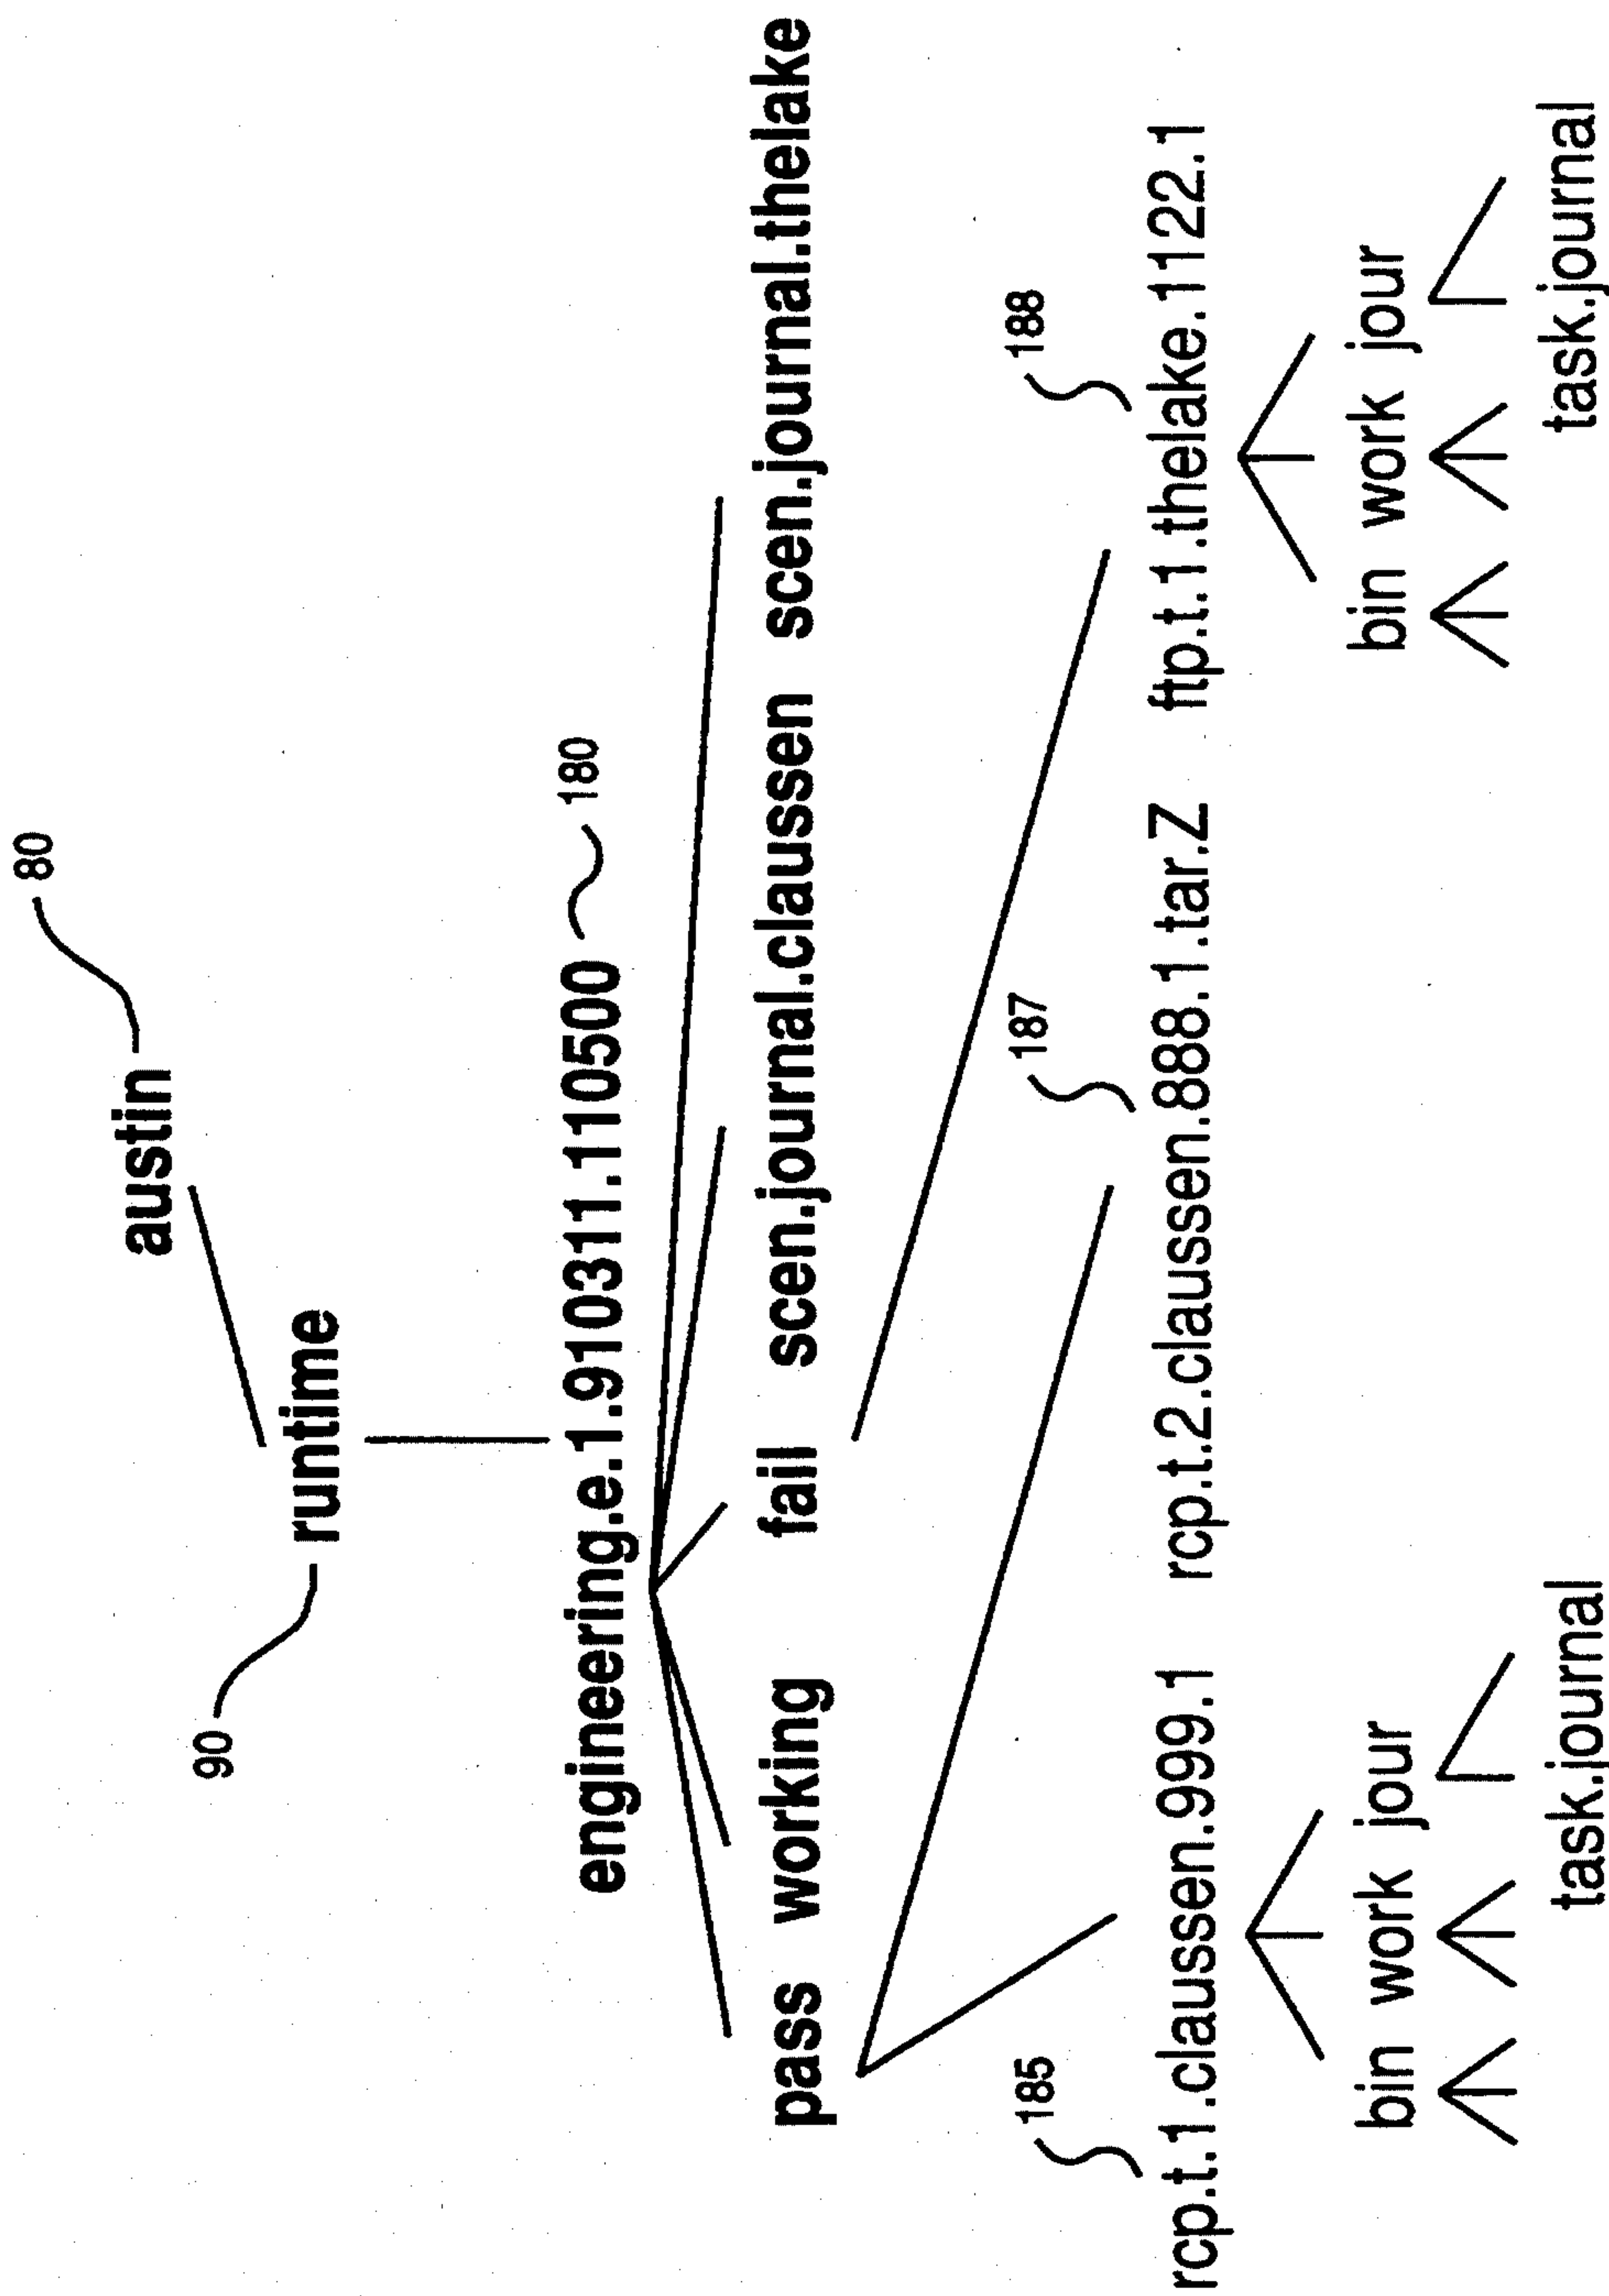 80
austin
90
runtime
engineering.e.1.910311.110500 180
pass working fail scen.journal.claussen scen.journal.thelake
185 187 188
rcp.t.1.claussen.999.1 rcp.t.2.claussen.888.1.tar.Z ftp.t.1.thelake.1122.1
bin work jour bin work jour
task.journal task.journal